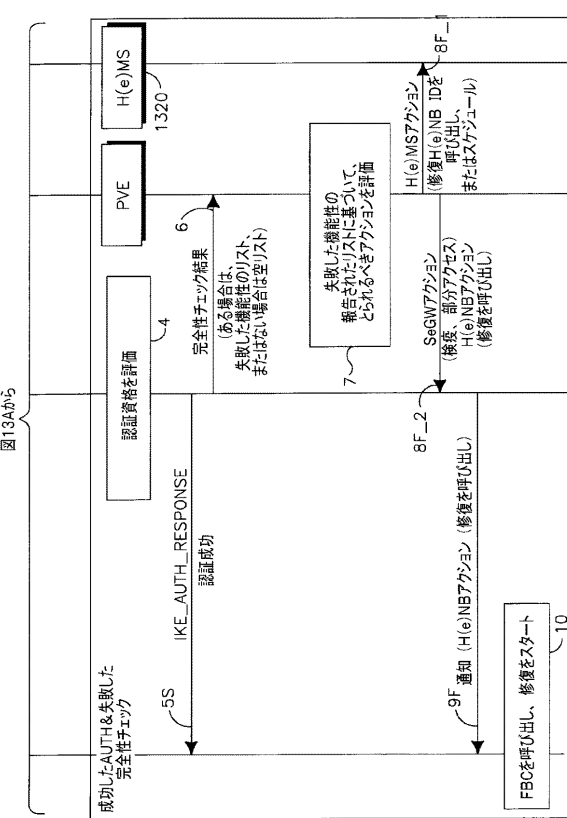 図13Aから
成功したAUTH&失敗した
完全性チェック
PVE
H(e)MS
1320
認証資格を評価
4
5S
IKE_AUTH_RESPONSE
認証成功
6
完全性チェック結果
(ある場合は、
失敗した機能性のリスト、
またはない場合は空リスト)
失敗した機能性の
報告されたリストに基づいて、
とられるべきアクションを評価
7
H(e)MSアクション
(修復H(e)NB IDを
呼び出し、
またはスケジュール)
8F_1
SeGWアクション
(検疫、部分アクセス)
H(e)NBアクション
(修復を呼び出し)
8F_2
9F
通知 (H(e)NBアクション (修復を呼び出し)
FBCを呼び出し、修復をスタート
10